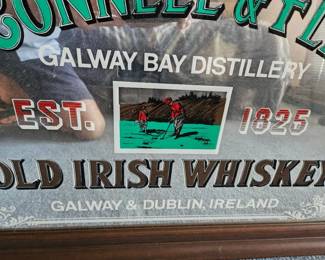 GALWAY BAY DISTILLERY
EST. 1825
OLD IRISH WHISKEY
GALWAY & DUBLIN, IRELAND